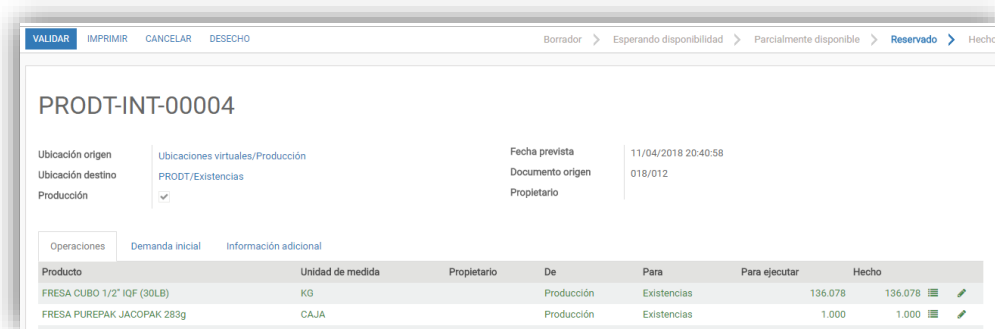 VALIDAR IMPRIMIR CANCELAR DESECHO Borrador > Esperando disponibilidad > Parcialmente disponible > Reservado > Hecho
PRODT-INT-00004
Ubicación origen Ubicaciones virtuales/Producción Fecha prevista 11/04/2018 20:40:58
Ubicación destino PRODT/Existencias Documento origen 018/012
Producción Propietario
Operaciones Demanda inicial Información adicional
Producto Unidad de medida Propietario De Para Para ejecutar Hecho
FRESA CUBO 1/2" IQF (30LB) KG Producción Existencias 136.078 136.078
FRESA PUREPAK JACOPAK 283g CAJA Producción Existencias 1.000 1.000